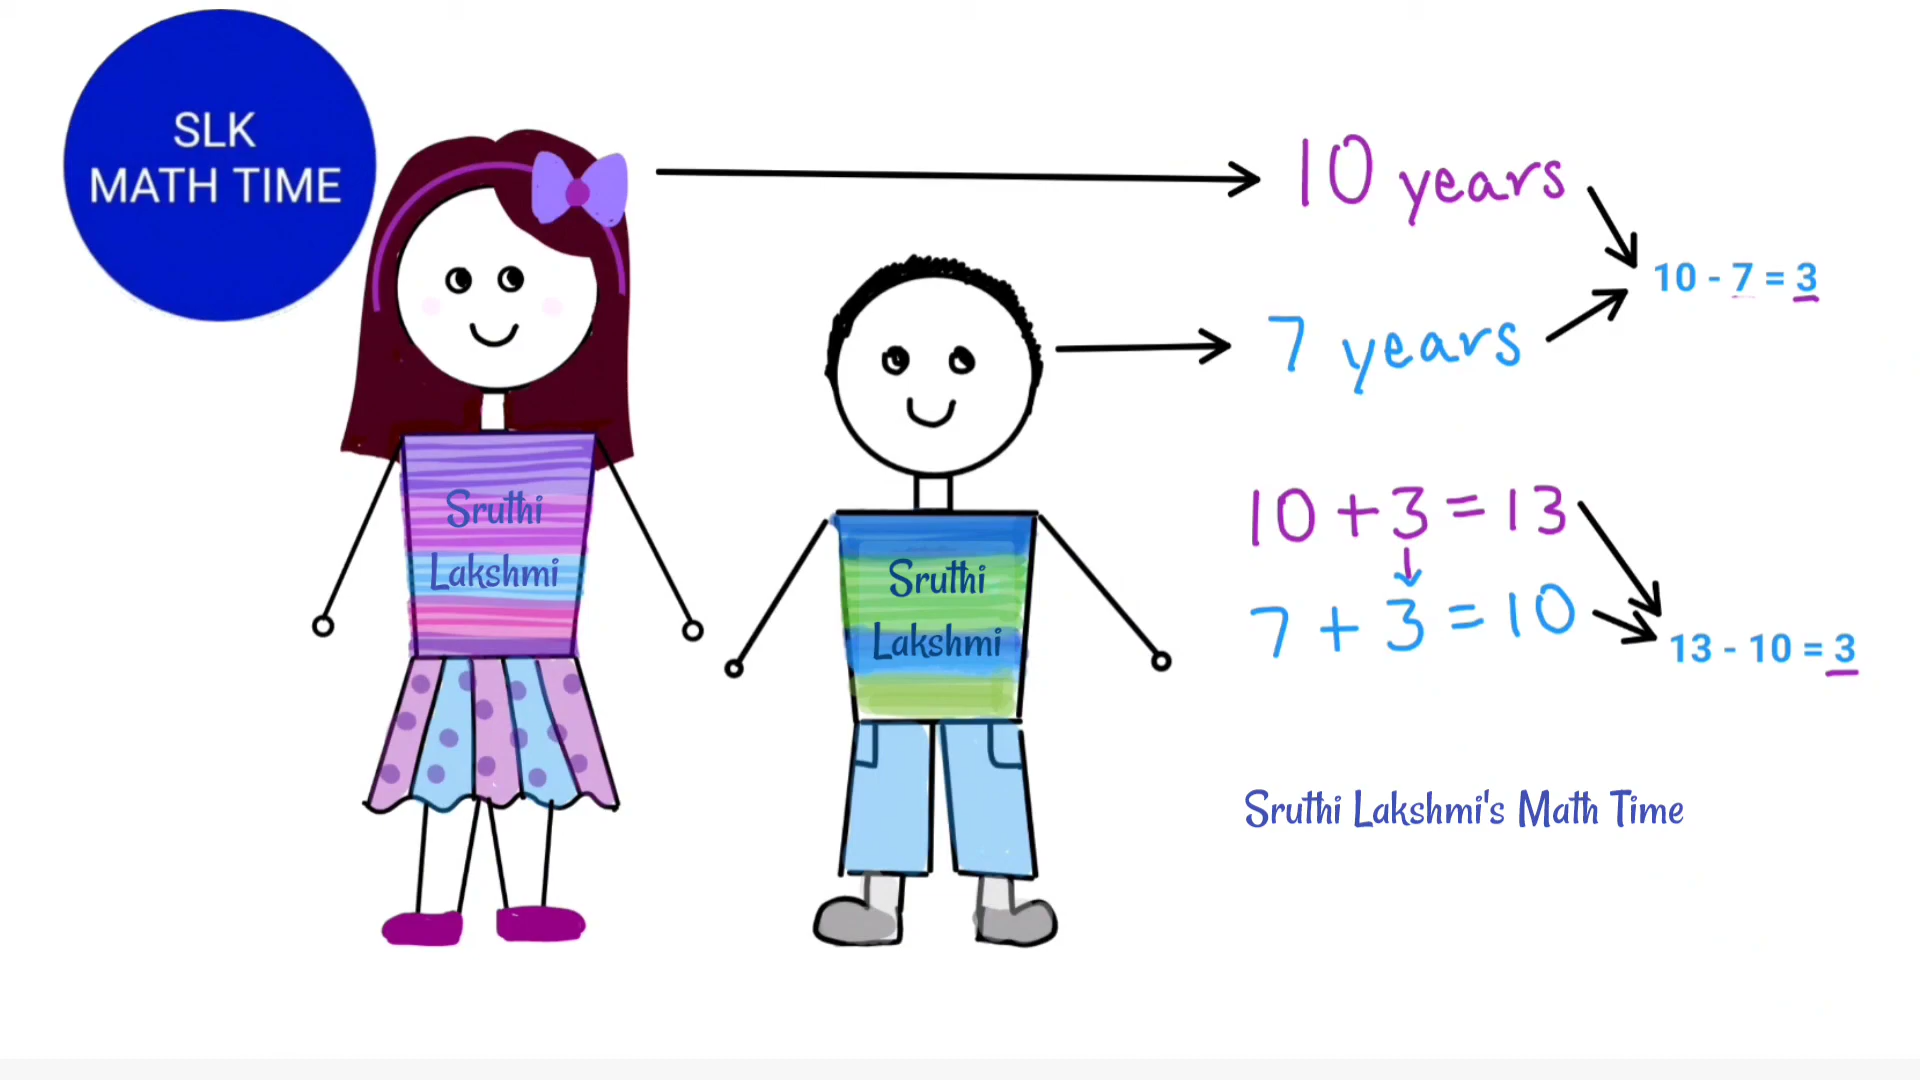 SLK
MATH TIME
10 years
7 years
10 - 7 = 3
Sruthi
Lakshmi
Sruthi
Lakshmi
10 + 3 = 13
7 + 3 = 10
13 - 10 = 3
Sruthi Lakshmi's Math Time